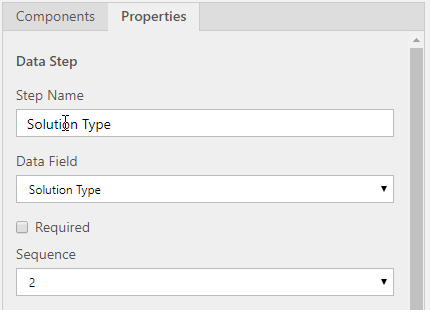 Components Properties
Data Step
Step Name
Solution Type
Data Field
Solution Type
Required
Sequence
2